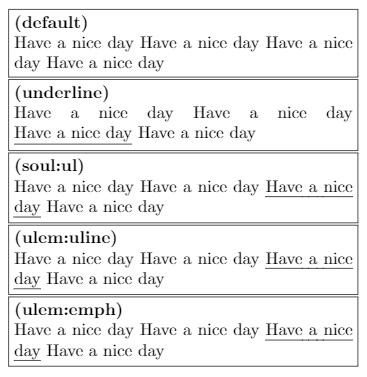 (default)
Have a nice day Have a nice day Have a nice
day Have a nice day
(underline)
Have a nice day Have a nice day
Have a nice day Have a nice day
(soul:ul)
Have a nice day Have a nice day Have a nice
day Have a nice day
(ulem:uline)
Have a nice day Have a nice day Have a nice
day Have a nice day
(ulem:emph)
Have a nice day Have a nice day Have a nice
day Have a nice day